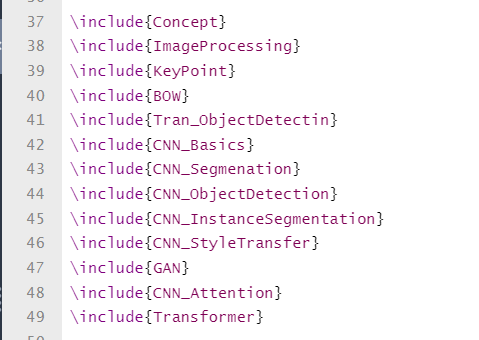 37 \include{Concept}
38 \include{ImageProcessing}
39 \include{KeyPoint}
40 \include{BOW}
41 \include{Tran_ObjectDetectin}
42 \include{CNN_Basics}
43 \include{CNN_Segmenation}
44 \include{CNN_ObjectDetection}
45 \include{CNN_InstanceSegmentation}
46 \include{CNN_StyleTransfer}
47 \include{GAN}
48 \include{CNN_Attention}
49 \include{Transformer}